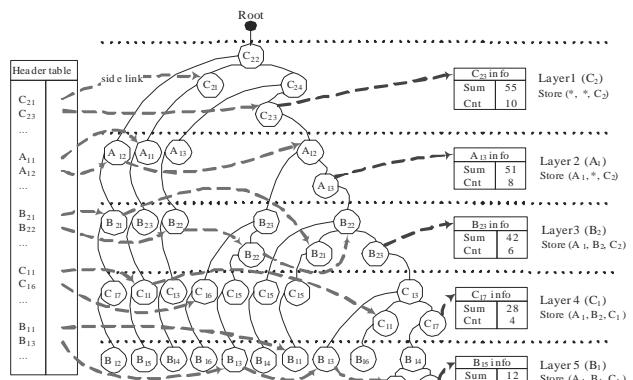 Root
Header table
side link
C22
C21
C24
C23
C21
C23
...
A11
A12
...
B21
B22
...
C11
C16
...
B11
B13
...
C23 info
Sum 55
Cnt 10
Layer1 (C2)
Store (*, *, C2)
A12
A11
A13
A12
A13
A13 info
Sum 51
Cnt 8
Layer 2 (A1)
Store (A1,*, C2)
B21
B23
B22
B23
B22
B22
B21
B23
B23 info
Sum 42
Cnt 6
Layer3 (B2)
Store (A1, B2, C2)
C17
C11
C13
C16
C15
C15
C15
C13
C11
C17
C17 info
Sum 28
Cnt 4
Layer 4 (C1)
Store (A1, B2, C1)
B12
B15
B14
B16
B13
B14
B11
B13
B16
B14
B15 info
Sum 12
Layer 5 (B1)